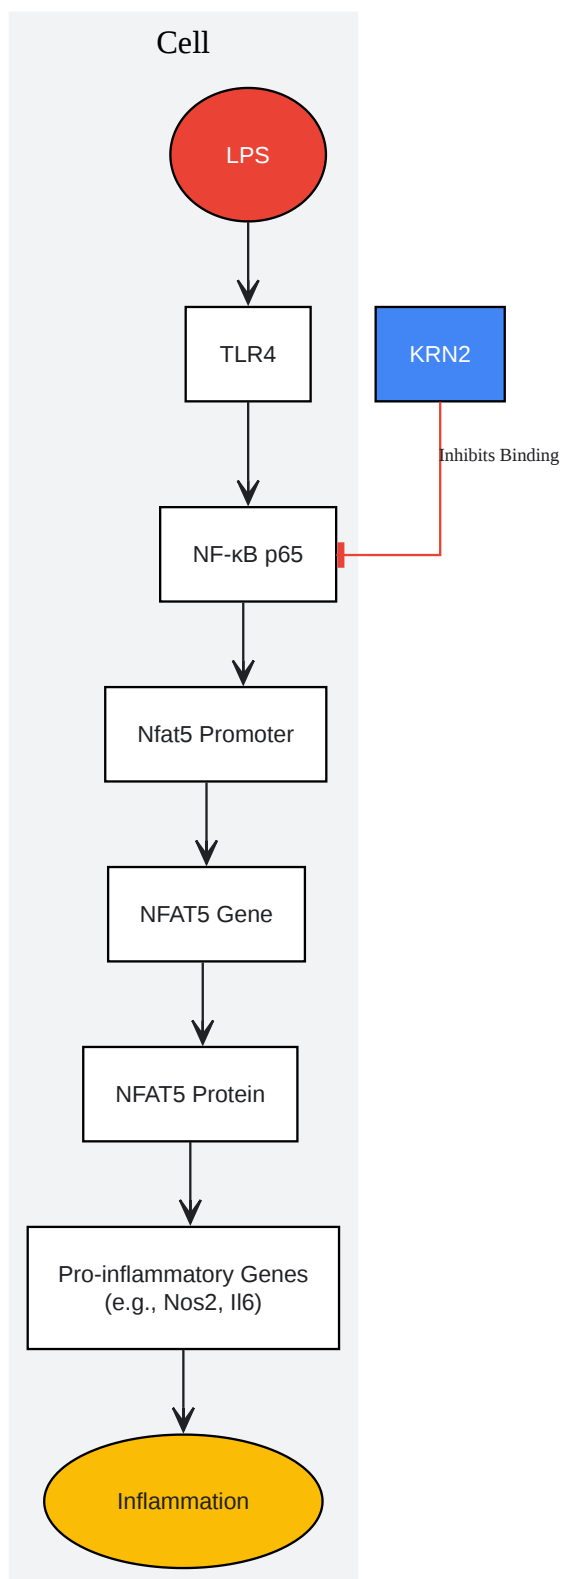 Cell
LPS
TLR4
KRN2
Inhibits Binding
NF-κB p65
Nfat5 Promoter
NFAT5 Gene
NFAT5 Protein
Pro-inflammatory Genes
(e.g., Nos2, Il6)
Inflammation